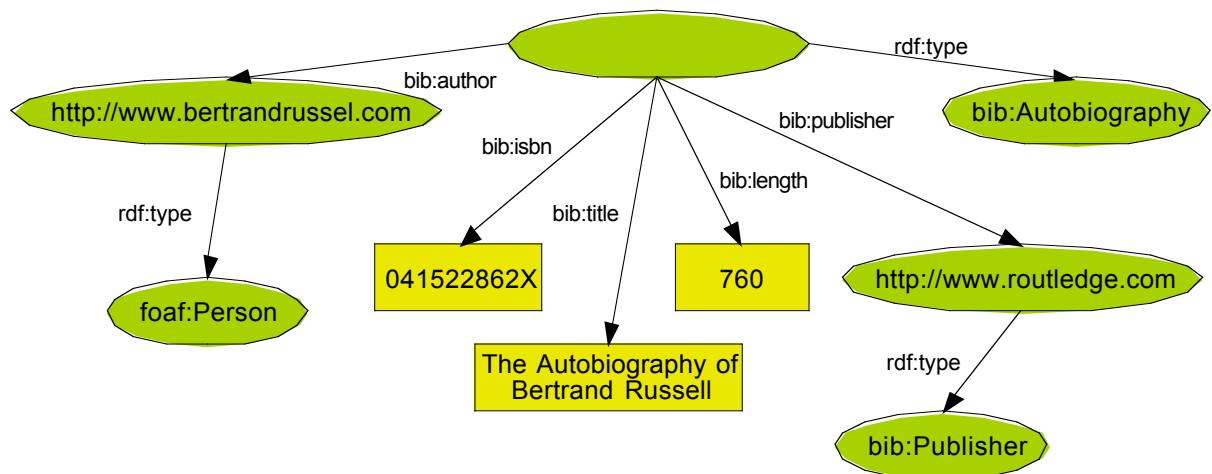 rdf:type
bib:author
http://www.bertrandrussel.com
bib:Autobiography
bib:publisher
bib:isbn
bib:length
rdf:type
bib:title
041522862X
760
http://www.routledge.com
foaf:Person
The Autobiography of
Bertrand Russell
rdf:type
bib:Publisher